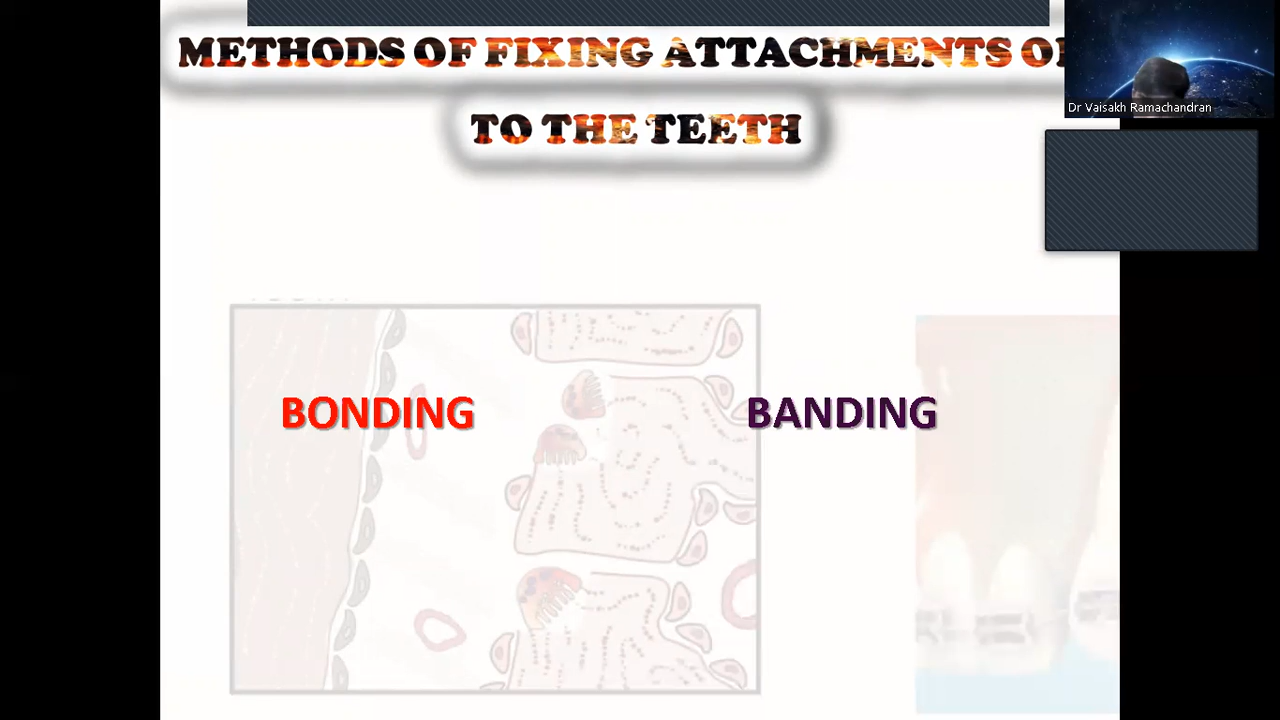 METHODS OF FIXING ATTACHMENTS
TO THE TEETH
Dr Vaisakh Ramachandran
BONDING
BANDING